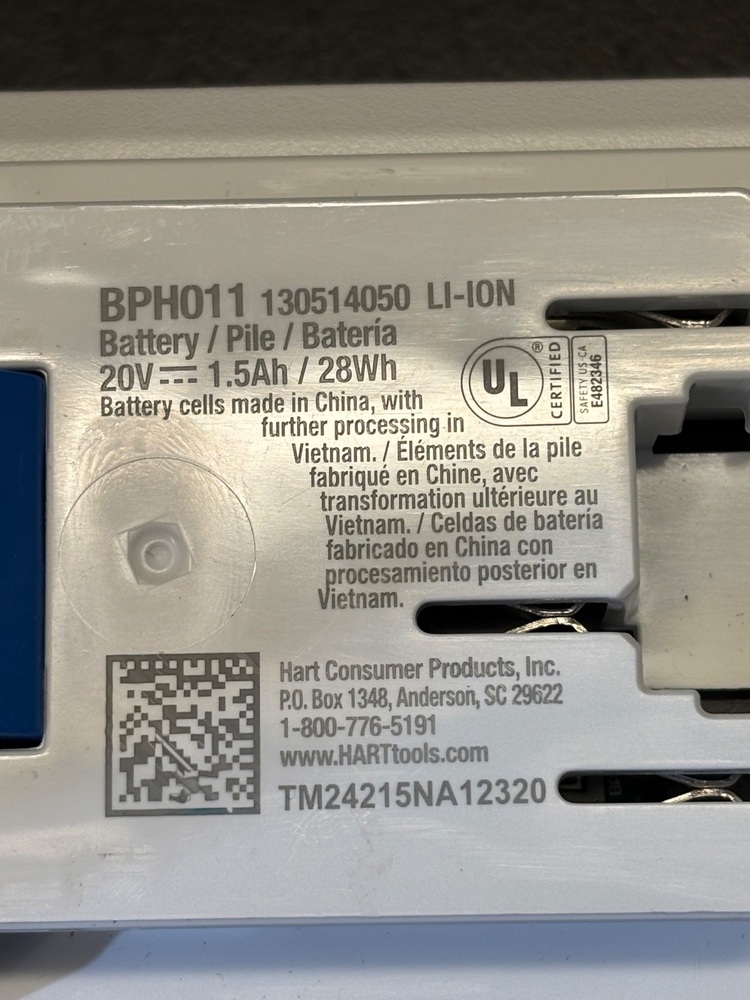 BPH011 130514050 LI-ION
Battery / Pile / Batería
20V⎓ 1.5Ah / 28Wh
Battery cells made in China, with
further processing in
Vietnam. / Éléments de la pile
fabriqué en Chine, avec
transformation ultérieure au
Vietnam. / Celdas de batería
fabricado en China con
procesamiento posterior en
Vietnam.
UL ®
CERTIFIED
SAFETY US-CA
E482346
Hart Consumer Products, Inc.
P.O. Box 1348, Anderson, SC 29622
1-800-776-5191
www.HARTtools.com
TM24215NA12320